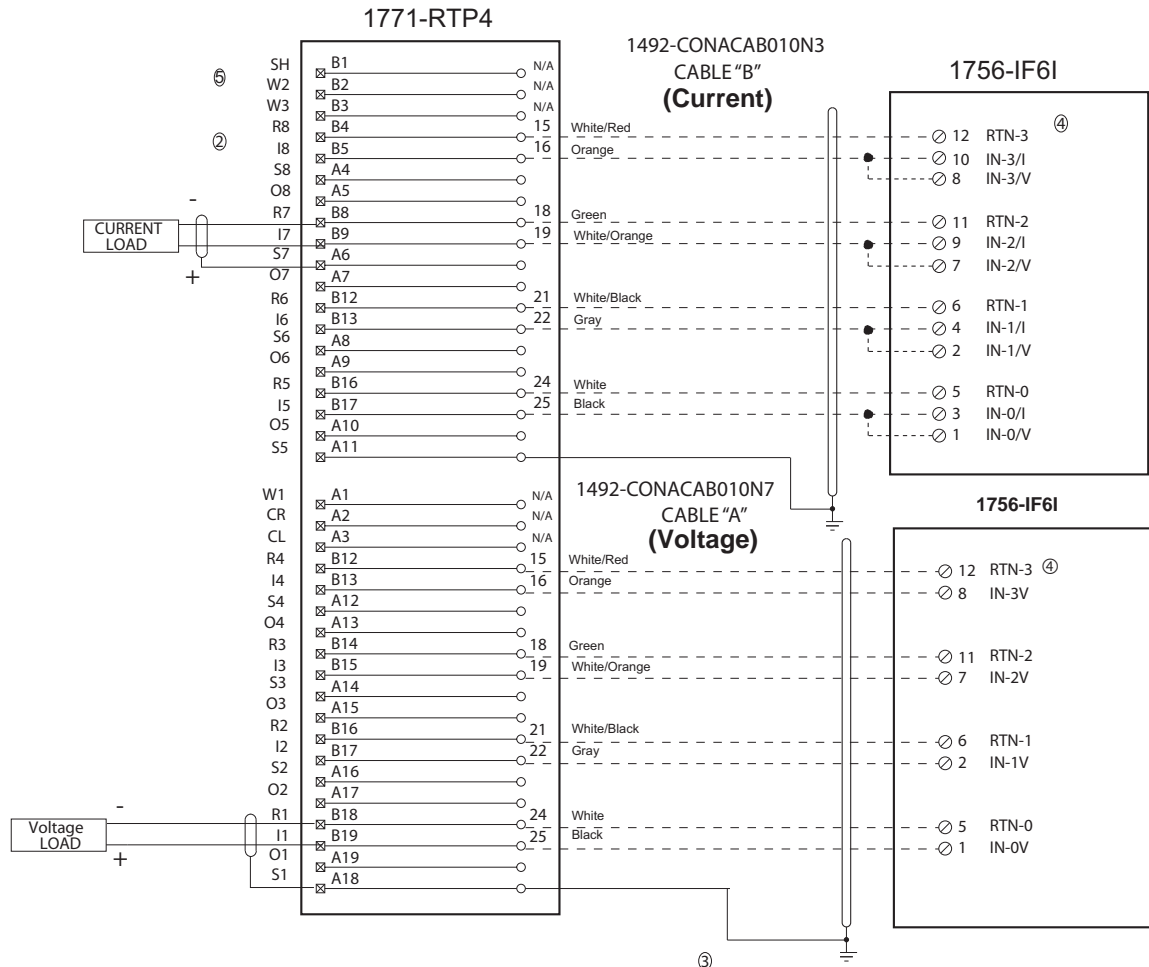 1771-RTP4
1492-CONACAB010N3
CABLE “B”
(Current)
1756-IF6I
⑤
②
④
SH B1 N/A
W2 B2 N/A
W3 B3 N/A
R8 B4 15 White/Red 12 RTN-3
I8 B5 16 Orange 10 IN-3/I
S8 A4 8 IN-3/V
O8 A5
R7 B8 18 Green 11 RTN-2
I7 B9 19 White/Orange 9 IN-2/I
S7 A6 7 IN-2/V
O7 A7
R6 B12 21 White/Black 6 RTN-1
I6 B13 22 Gray 4 IN-1/I
S6 A8 2 IN-1/V
O6 A9
R5 B16 24 White 5 RTN-0
I5 B17 25 Black 3 IN-0/I
O5 A10 1 IN-0/V
S5 A11
-
CURRENT
LOAD
+
1492-CONACAB010N7
CABLE “A”
(Voltage)
1756-IF6I
W1 A1 N/A
CR A2 N/A
CL A3 N/A
R4 B12 15 White/Red 12 RTN-3 ④
I4 B13 16 Orange 8 IN-3V
S4 A12
O4 A13
R3 B14 18 Green 11 RTN-2
I3 B15 19 White/Orange 7 IN-2V
S3 A14
O3 A15
R2 B16 21 White/Black 6 RTN-1
I2 B17 22 Gray 2 IN-1V
S2 A16
O2 A17
R1 B18 24 White 5 RTN-0
I1 B19 25 Black 1 IN-0V
O1 A19
S1 A18
-
Voltage
LOAD
+
③